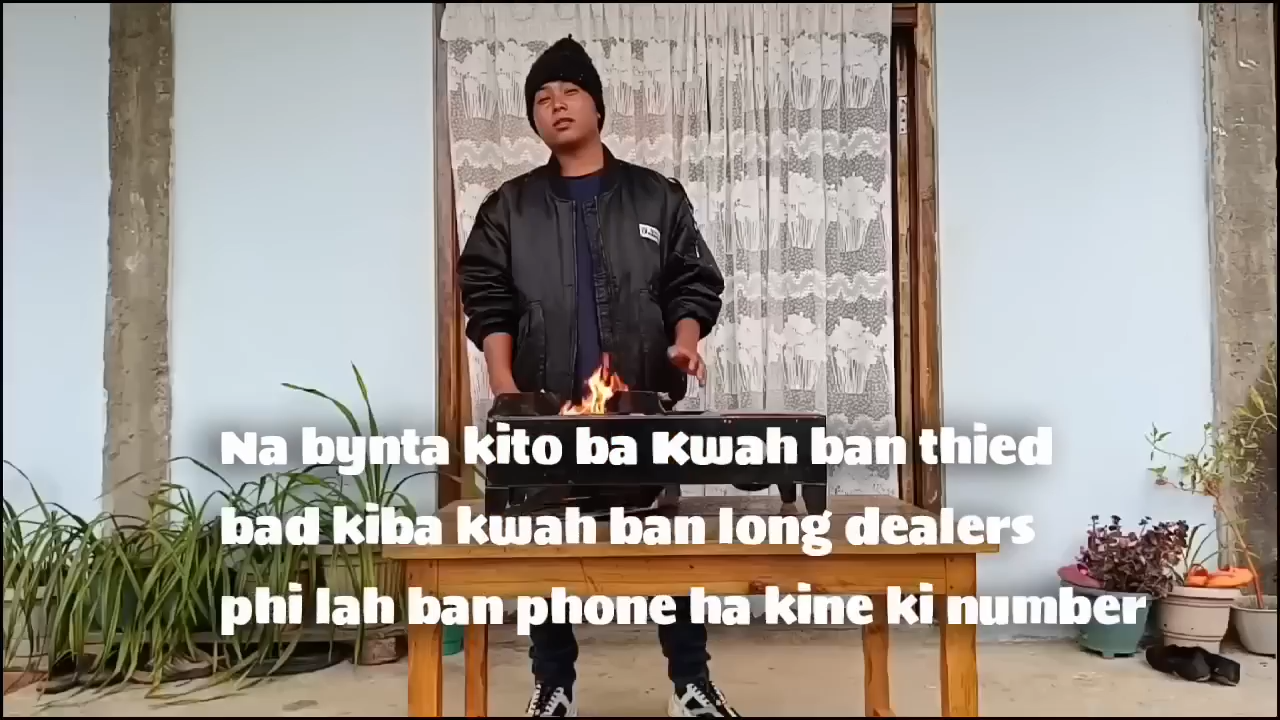 Na bynta kito ba Kwah ban thied
bad kiba kwah ban long dealers
phi lah ban phone ha kine ki number